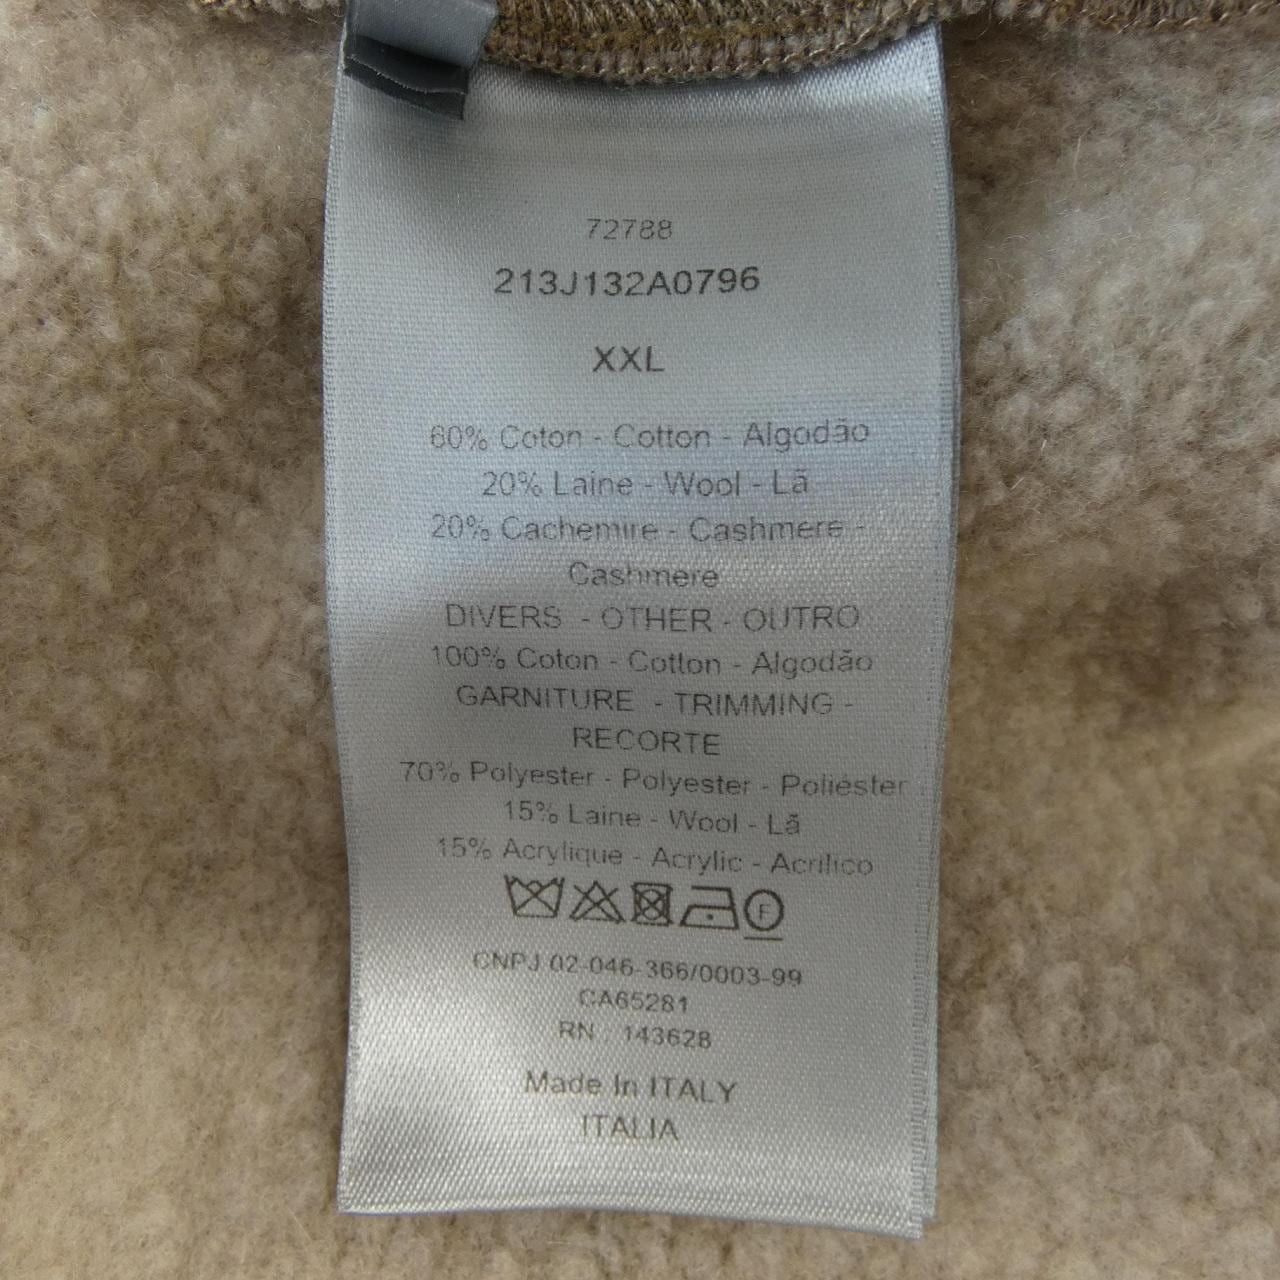 72788
213J132A0796
XXL
60% Coton - Cotton - Algodão
20% Laine - Wool - Lã
20% Cachemire - Cashmere -
Cashmere
DIVERS - OTHER - OUTRO
100% Coton - Cotton - Algodão
GARNITURE - TRIMMING -
RECORTE
70% Polyester - Polyester - Poliéster
15% Laine - Wool - Lã
15% Acrylique - Acrylic - Acrílico
F
CNPJ 02-046-366/0003-99
CA65281
RN : 143628
Made In ITALY
ITALIA